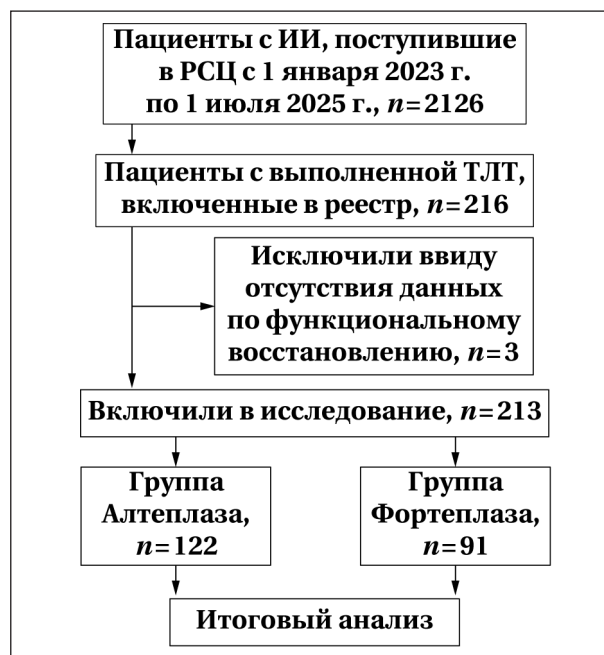 Пациенты с ИИ, поступившие
в РСЦ с 1 января 2023 г.
по 1 июля 2025 г., n=2126
Пациенты с выполненной ТЛТ,
включенные в реестр, n=216
Исключили ввиду
отсутствия данных
по функциональному
восстановлению, n=3
Включили в исследование, n=213
Группа
Алтеплаза,
n=122
Группа
Фортеплаза,
n=91
Итоговый анализ